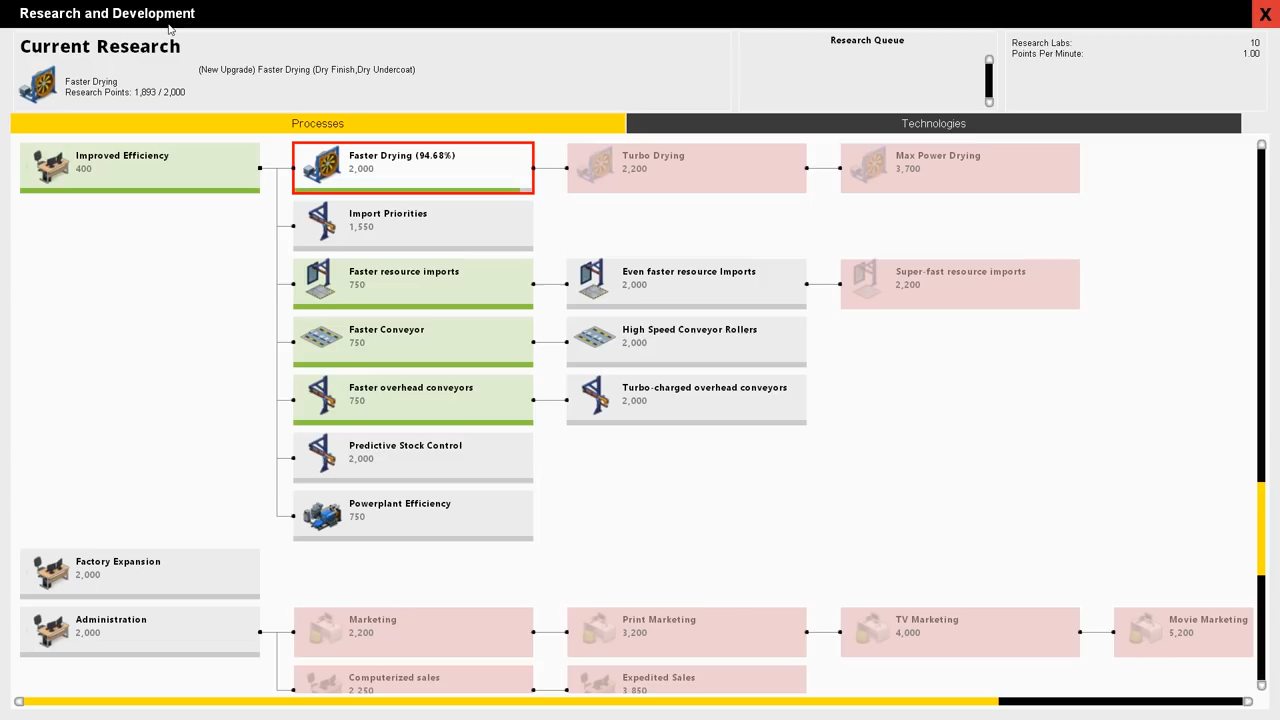 Research and Development
X
Current Research
(New Upgrade) Faster Drying (Dry Finish,Dry Undercoat)
Faster Drying
Research Points: 1,893 / 2,000
Research Queue
Research Labs: 10
Points Per Minute: 1.00
Processes
Technologies
Improved Efficiency
400
Faster Drying (94.68%)
2,000
Turbo Drying
2,200
Max Power Drying
3,700
Import Priorities
1,550
Faster resource imports
750
Even faster resource Imports
2,000
Super-fast resource imports
2,200
Faster Conveyor
750
High Speed Conveyor Rollers
2,000
Faster overhead conveyors
750
Turbo-charged overhead conveyors
2,000
Predictive Stock Control
2,000
Powerplant Efficiency
750
Factory Expansion
2,000
Administration
2,000
Marketing
2,200
Print Marketing
3,200
TV Marketing
4,000
Movie Marketing
5,200
Computerized sales
2,250
Expedited Sales
3,850